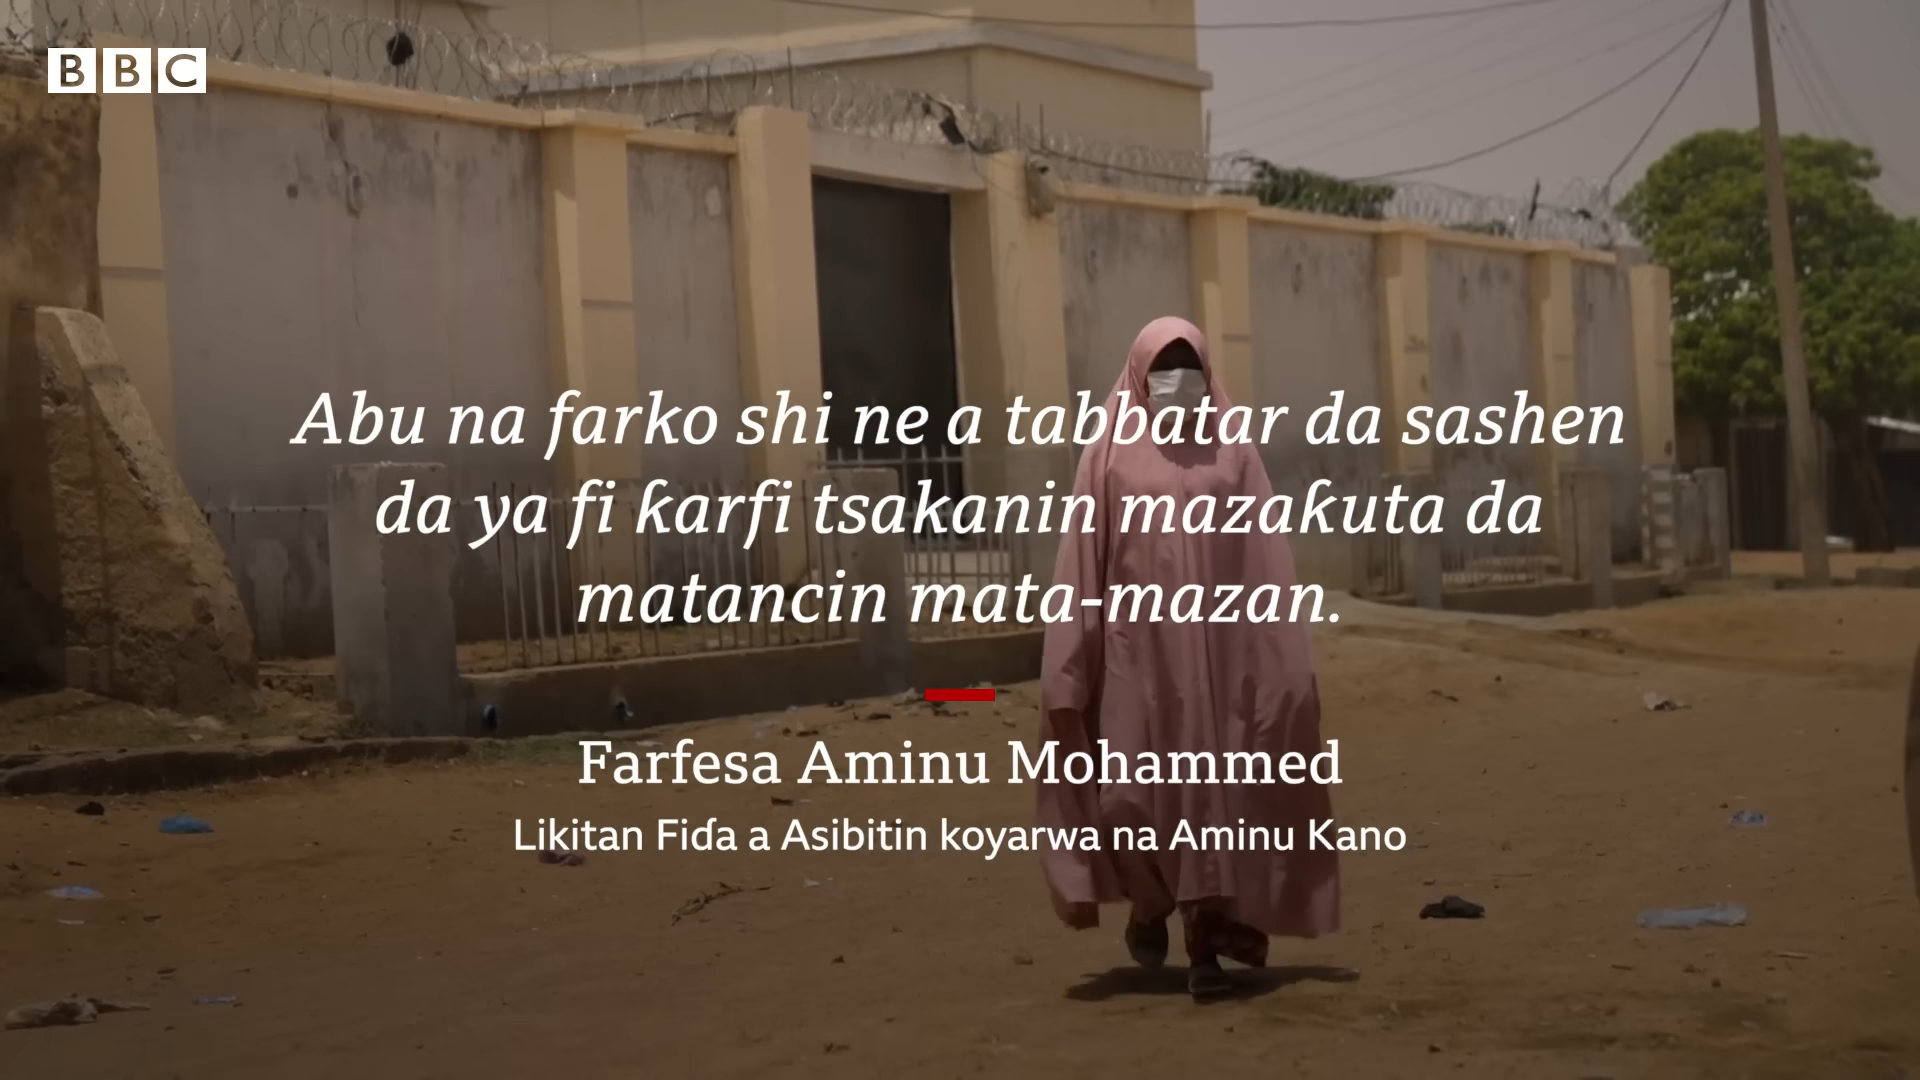 BBC
Abu na farko shi ne a tabbatar da sashen
da ya fi ƙarfi tsakanin mazakuta da
matancin mata-mazan.
Farfesa Aminu Mohammed
Likitan Fiɗa a Asibitin koyarwa na Aminu Kano